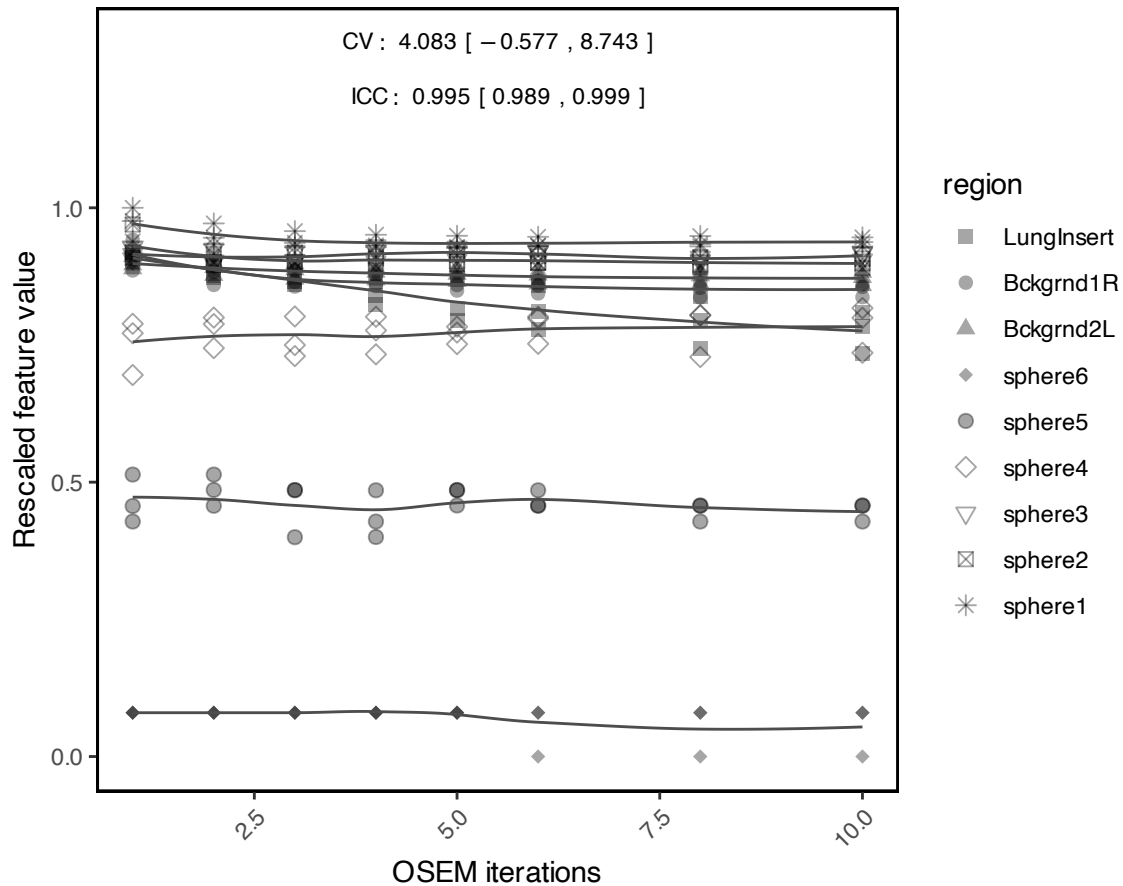 CV : 4.083 [ −0.577 , 8.743 ]
ICC : 0.995 [ 0.989 , 0.999 ]
Rescaled feature value
1.0
0.5
0.0
2.5
5.0
7.5
10.0
OSEM iterations
region
LungInsert
Bckgrnd1R
Bckgrnd2L
sphere6
sphere5
sphere4
sphere3
sphere2
sphere1